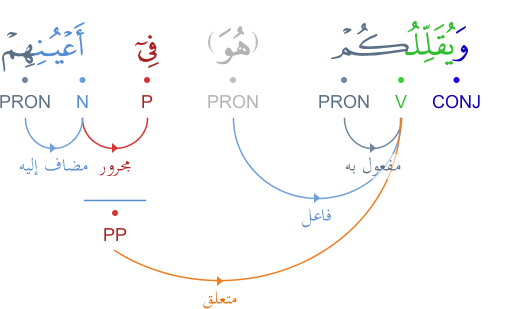 وَيُقَلِّلُكُمْ (هُوَ) فِىٓ أَعْيُنِهِمْ
CONJ V PRON PRON P N PRON
مفعول به مجرور مضاف إليه
فاعل
PP
متعلق